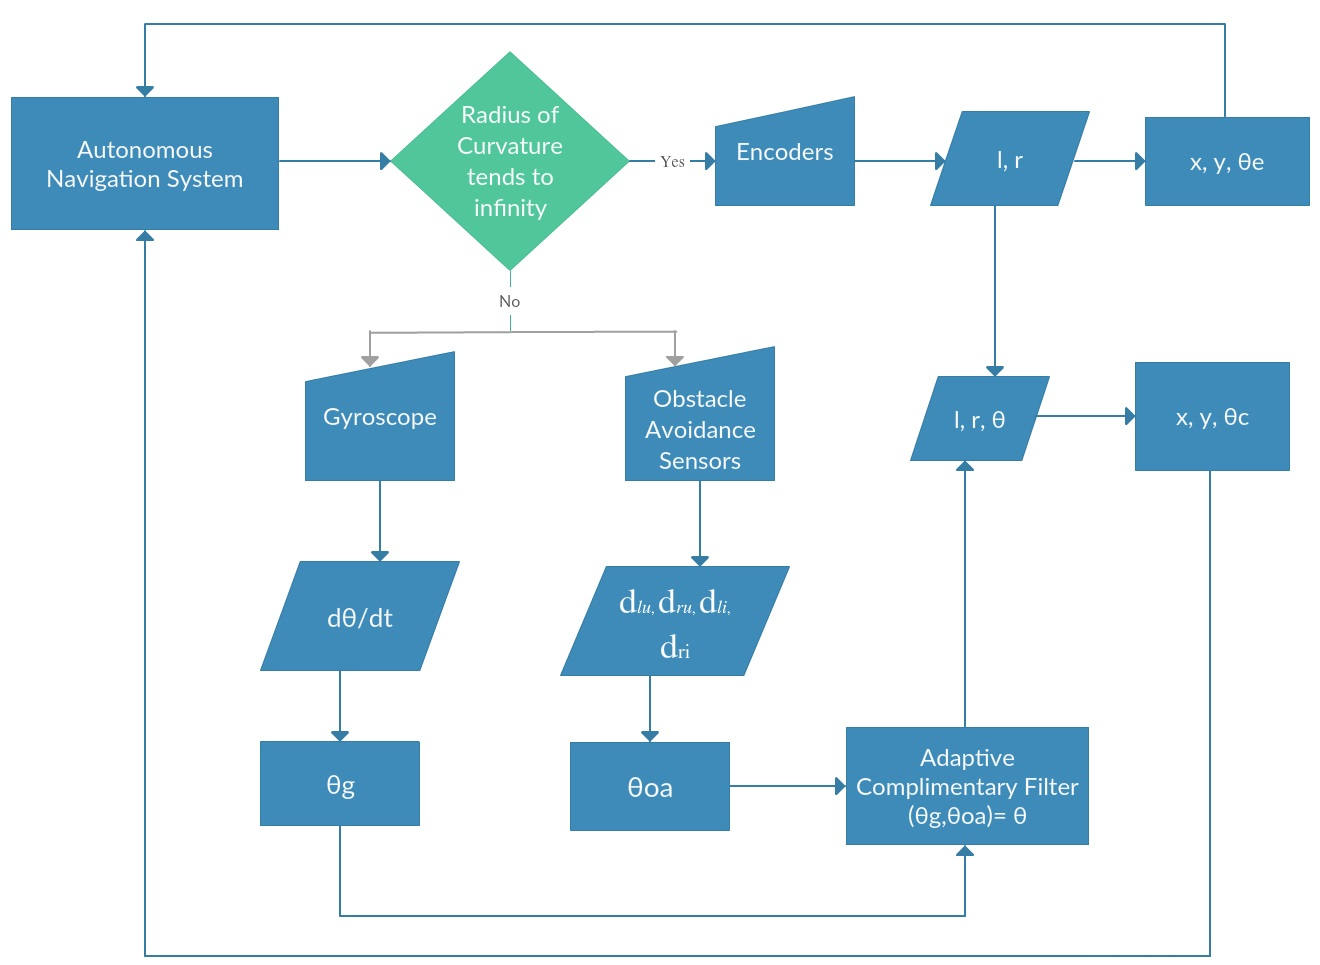 Autonomous
Navigation System
Radius of
Curvature
tends to
infinity
Yes
Encoders
l, r
x, y, θe
No
Gyroscope
Obstacle
Avoidance
Sensors
l, r, θ
x, y, θc
dθ/dt
dlu, dru, dli,
dri
θg
θoa
Adaptive
Complimentary Filter
(θg,θoa)= θ